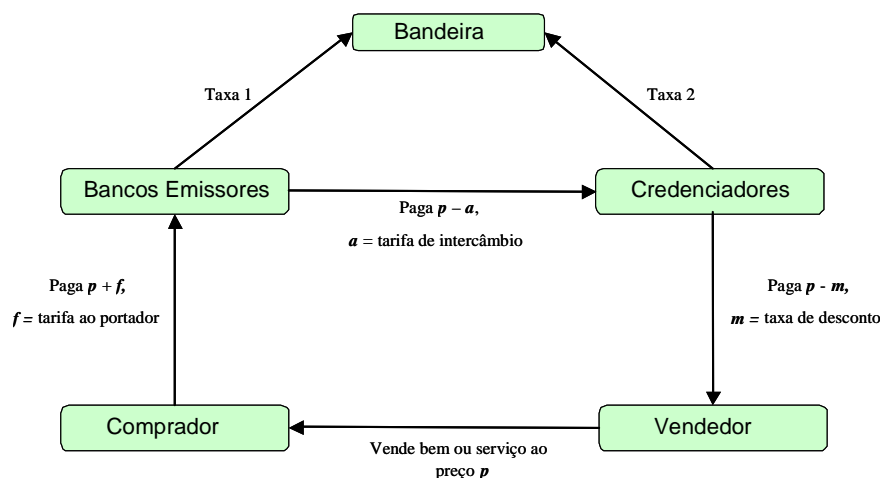 Bandeira
Taxa 1
Taxa 2
Bancos Emissores
Credenciadores
Paga p – a,
a = tarifa de intercâmbio
Paga p + f,
f = tarifa ao portador
Paga p - m,
m = taxa de desconto
Comprador
Vendedor
Vende bem ou serviço ao
preço p